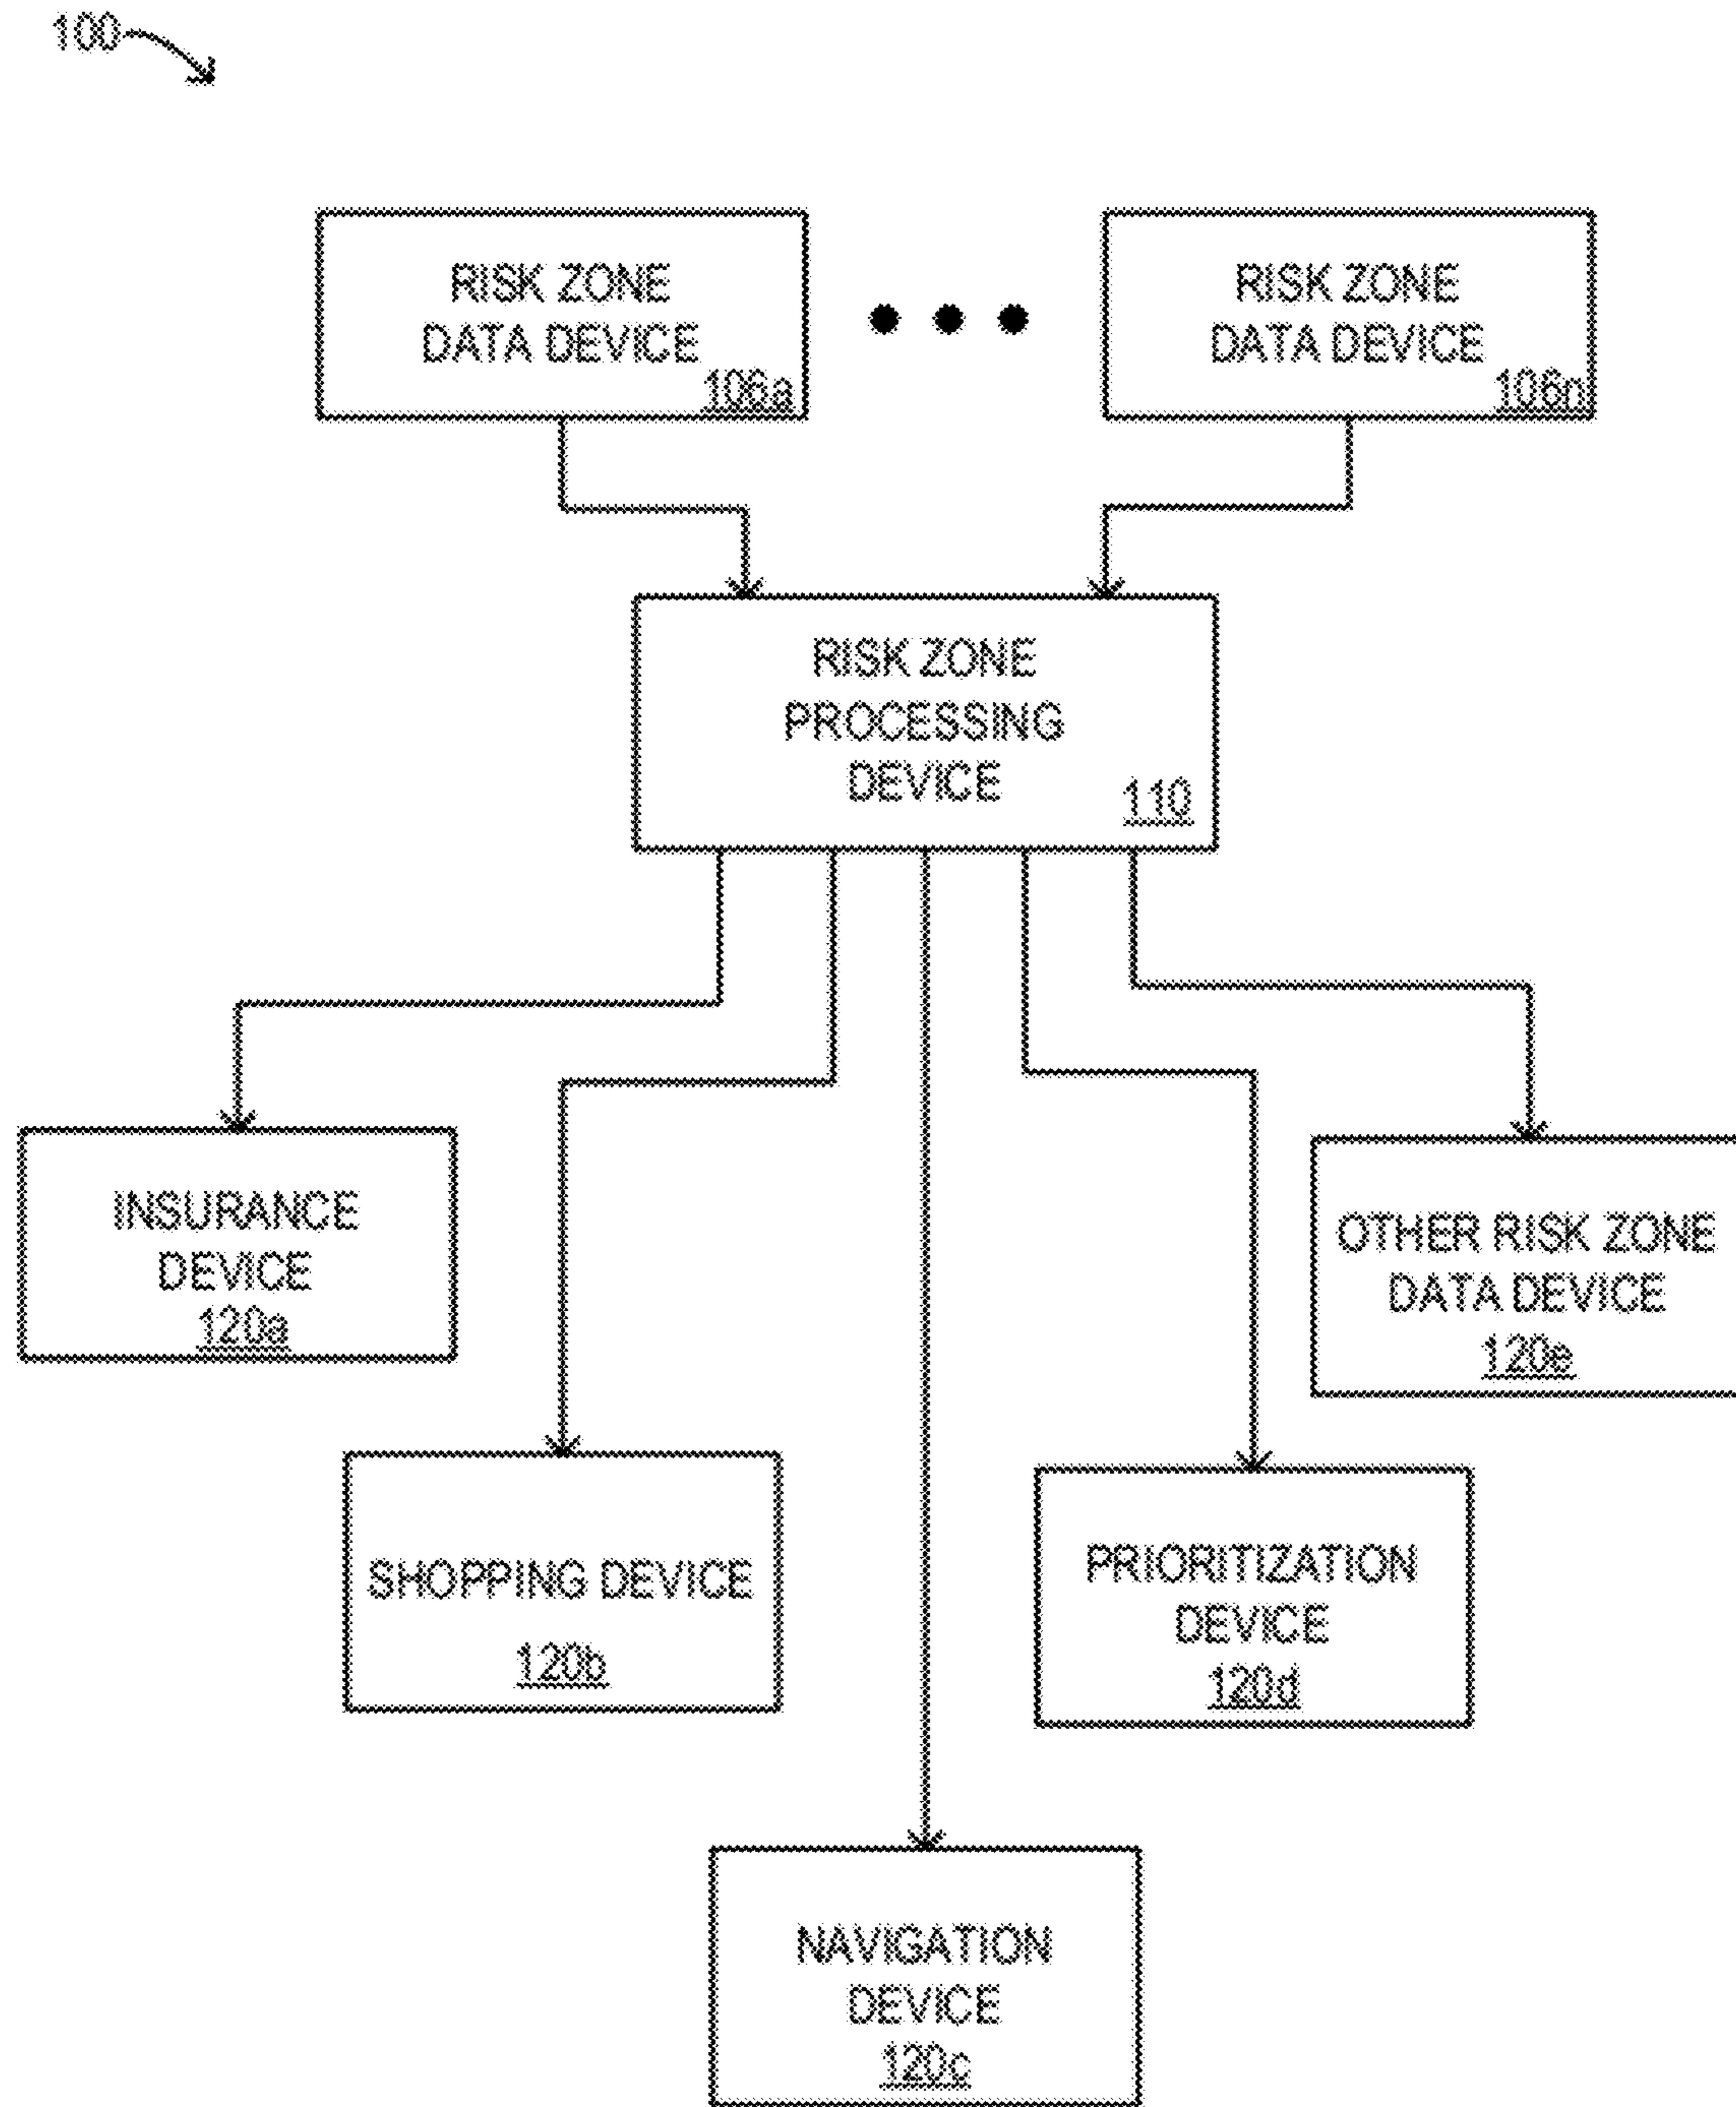 100
RISK ZONE
DATA DEVICE
106a
RISK ZONE
DATA DEVICE
106n
RISK ZONE
PROCESSING
DEVICE
110
INSURANCE
DEVICE
120a
OTHER RISK ZONE
DATA DEVICE
120e
SHOPPING DEVICE
120b
PRIORITIZATION
DEVICE
120d
NAVIGATION
DEVICE
120c